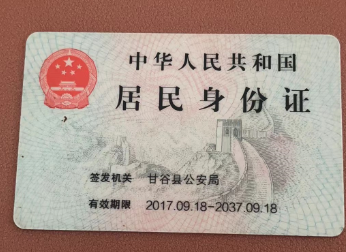 中华人民共和国
居民身份证
签发机关 甘谷县公安局
有效期限 2017.09.18-2037.09.18